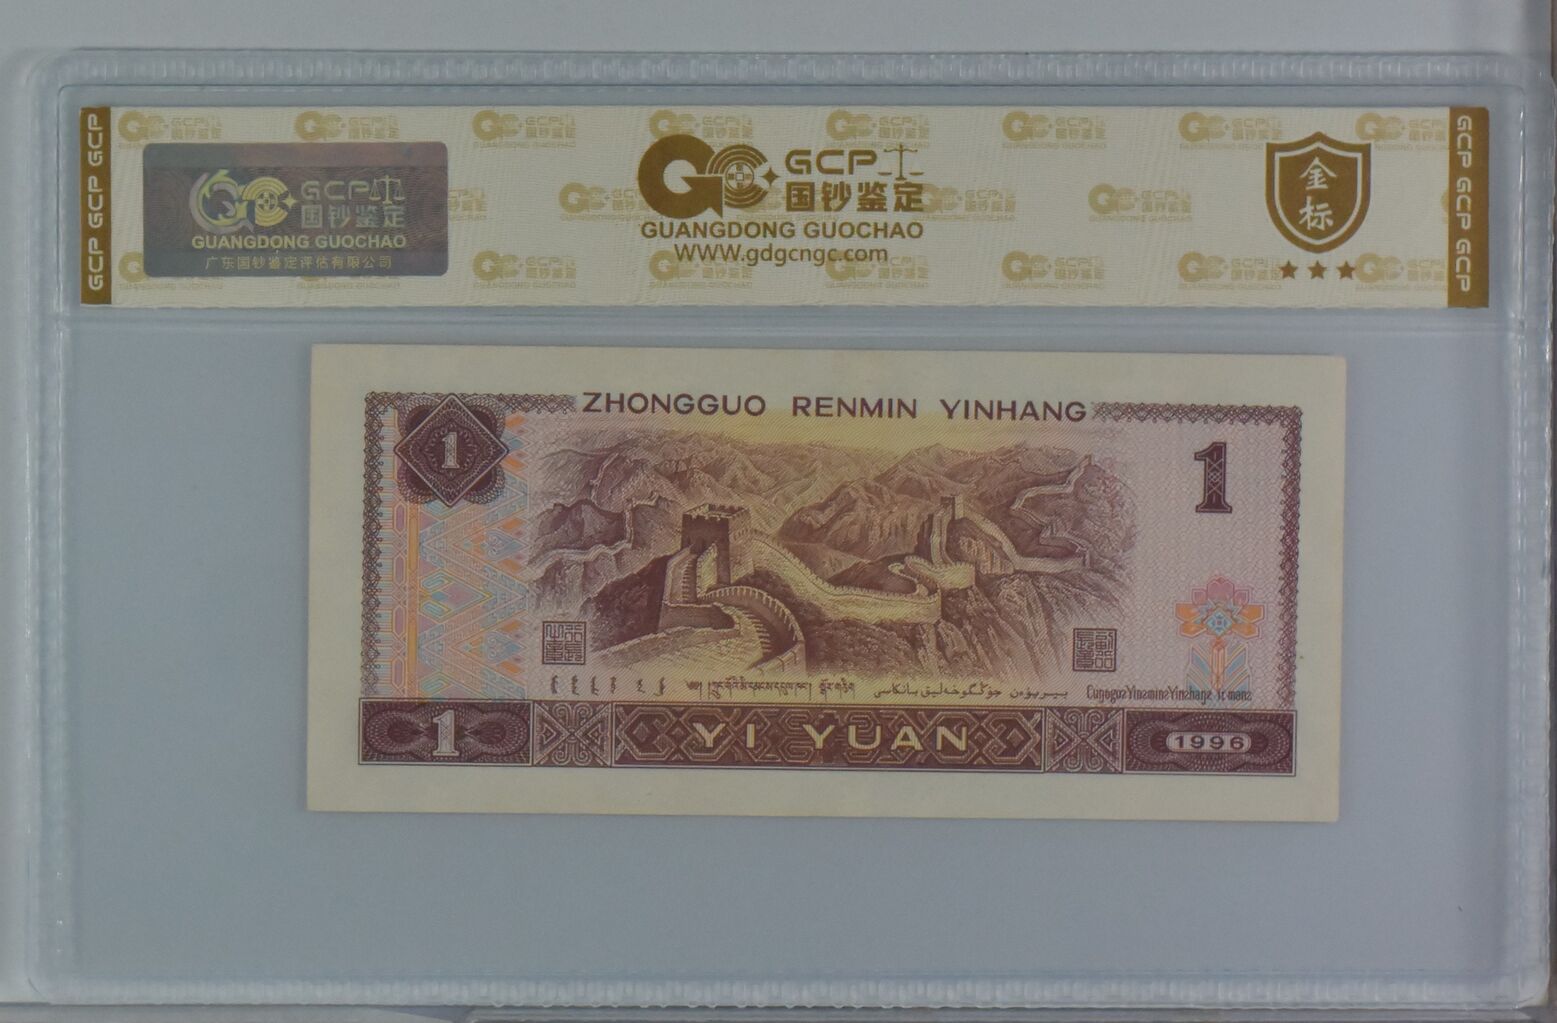 GCP GCP GCP
GCP
国钞鉴定
GUANGDONG GUOCHAO
广东国钞鉴定评估有限公司
GCP
国钞鉴定
GUANGDONG GUOCHAO
WWW.gdgcngc.com
金
标
GCP GCP GCP
ZHONGGUO RENMIN YINHANG
1
1
1
YI YUAN
1996